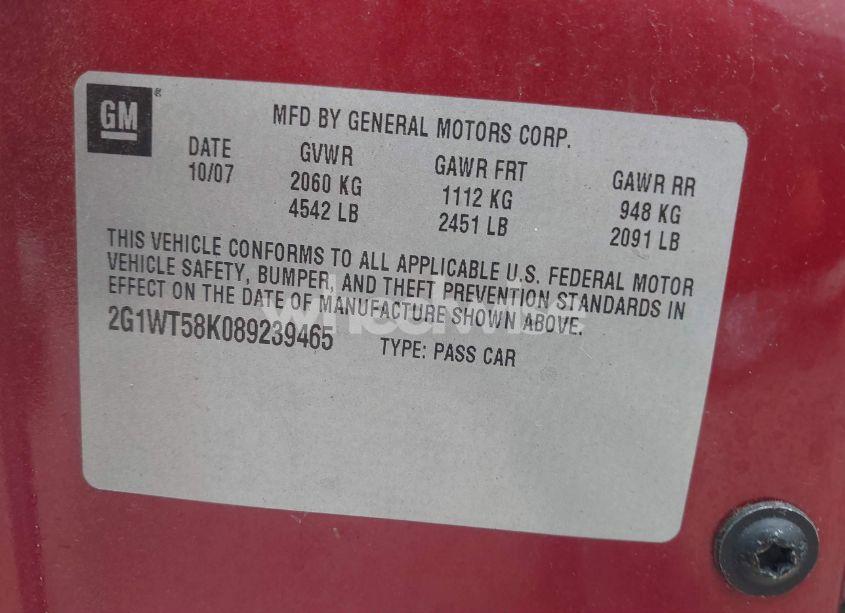 GM ®
MFD BY GENERAL MOTORS CORP.
DATE GVWR GAWR FRT GAWR RR
10/07 2060 KG 1112 KG 948 KG
4542 LB 2451 LB 2091 LB
THIS VEHICLE CONFORMS TO ALL APPLICABLE U.S. FEDERAL MOTOR
VEHICLE SAFETY, BUMPER, AND THEFT PREVENTION STANDARDS IN
EFFECT ON THE DATE OF MANUFACTURE SHOWN ABOVE.
2G1WT58K089239465 TYPE: PASS CAR